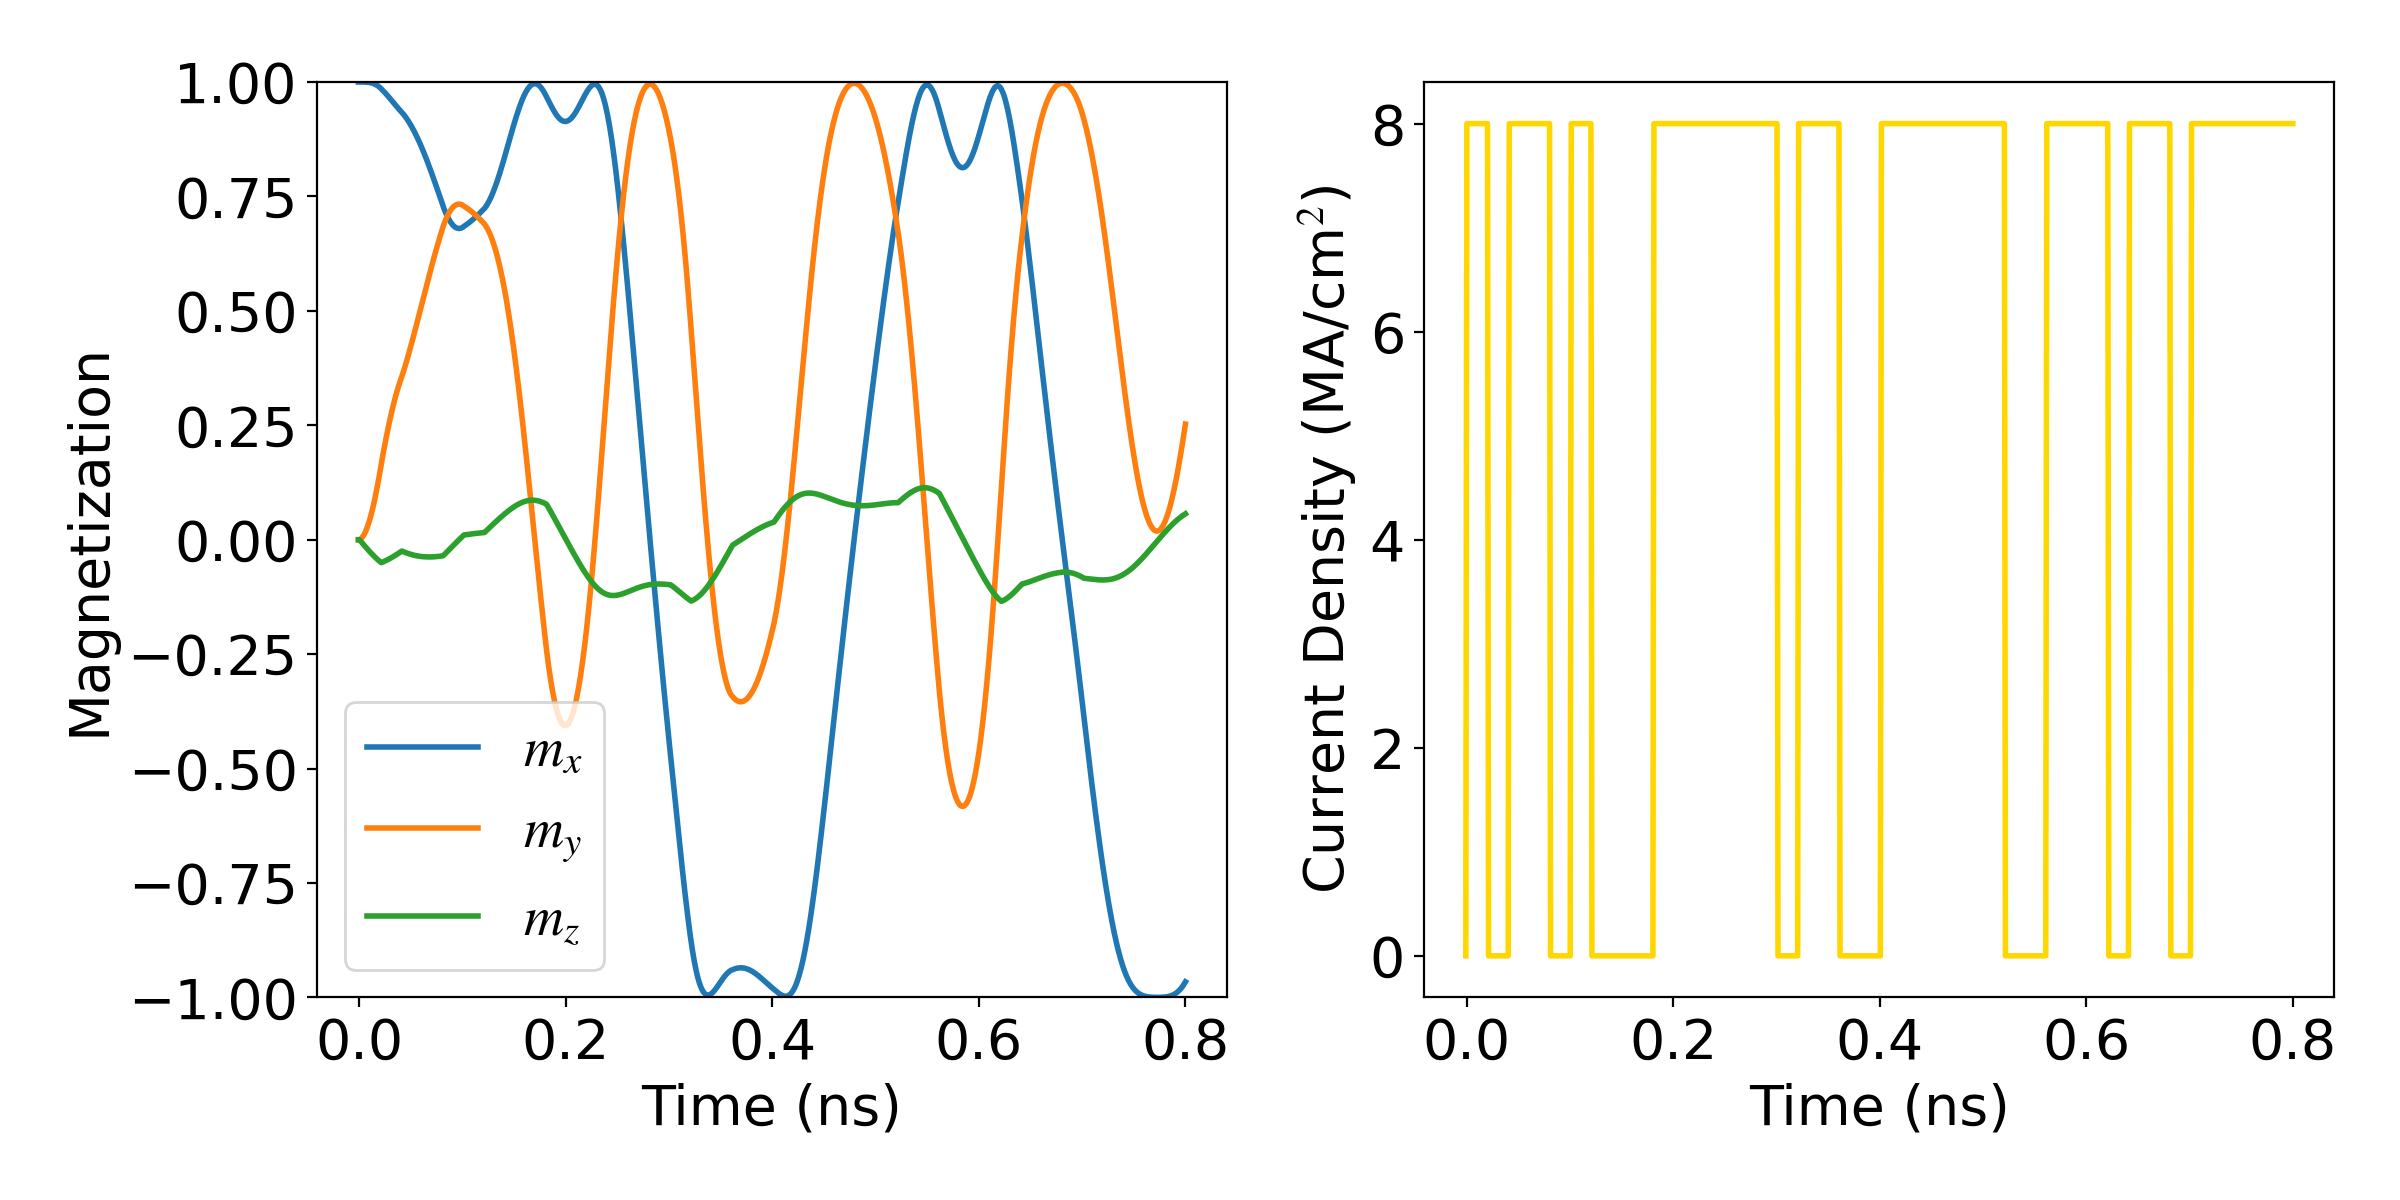 1.00
0.75
0.50
0.25
0.00
−0.25
−0.50
−0.75
−1.00
Magnetization
0.0 0.2 0.4 0.6 0.8
Time (ns)
m_x
m_y
m_z
8
6
4
2
0
Current Density (MA/cm²)
0.0 0.2 0.4 0.6 0.8
Time (ns)